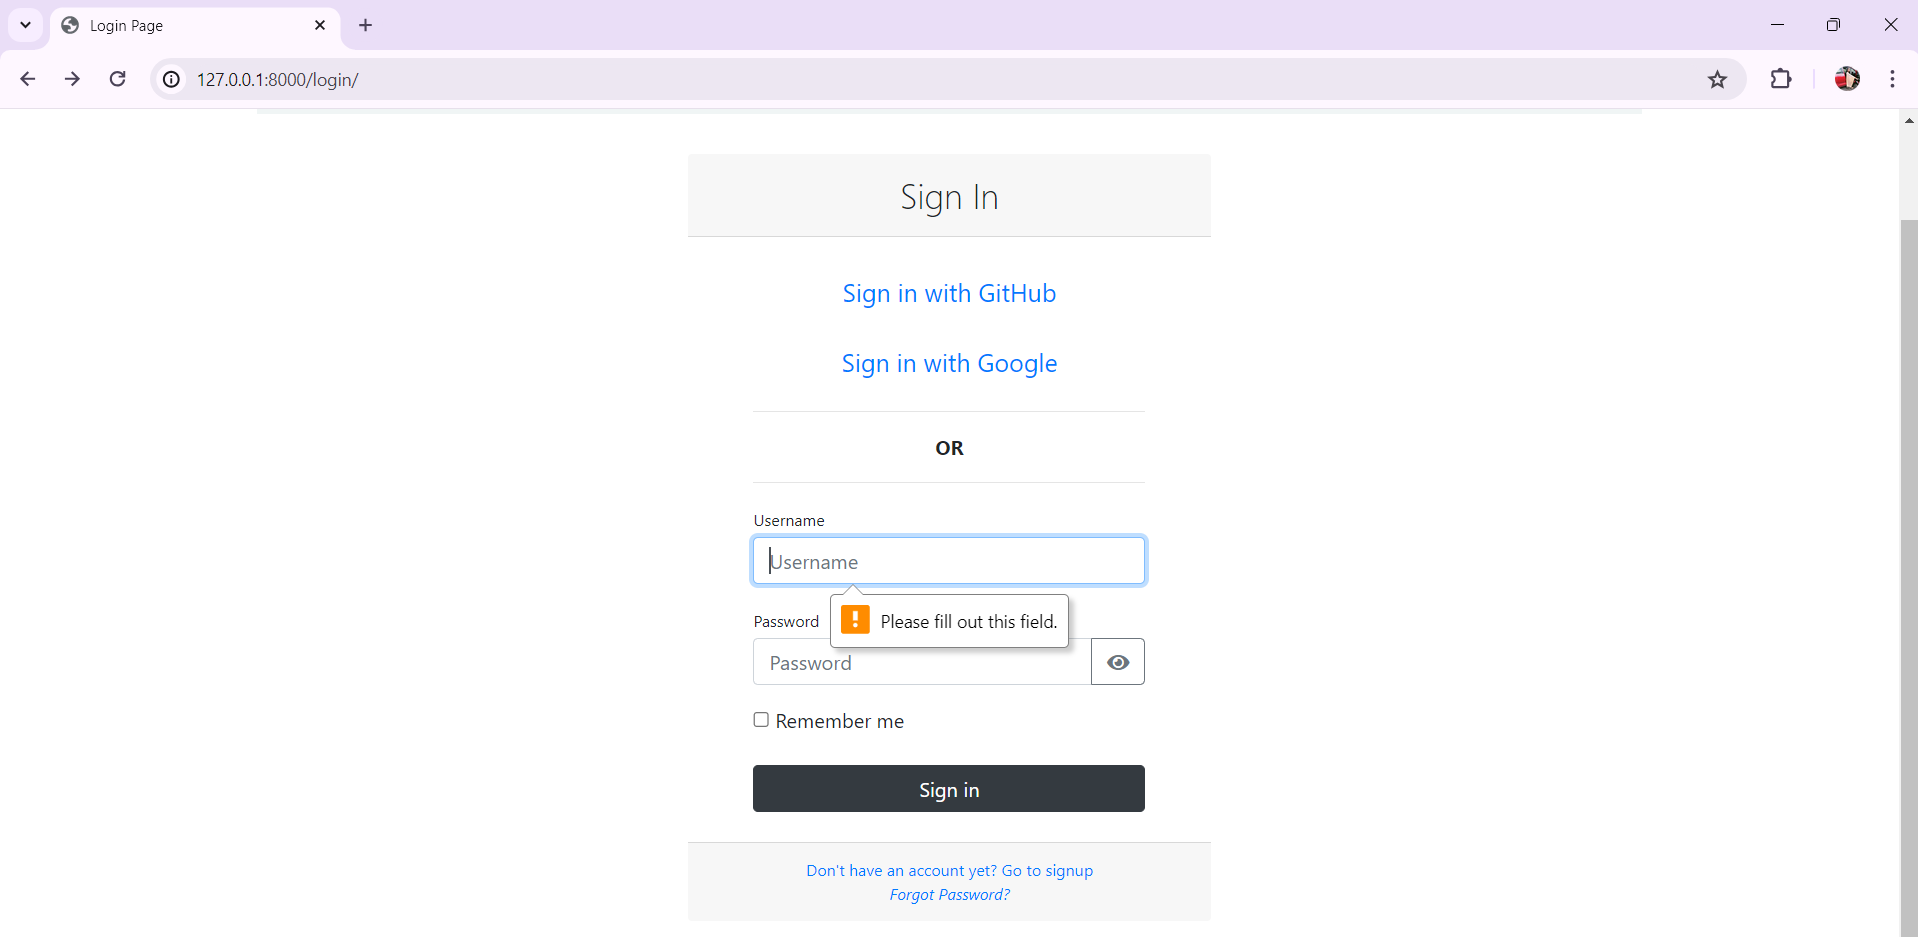 Login Page
127.0.0.1:8000/login/
Sign In
Sign in with GitHub
Sign in with Google
OR
Username
Username
Please fill out this field.
Password
Password
Remember me
Sign in
Don't have an account yet? Go to signup
Forgot Password?